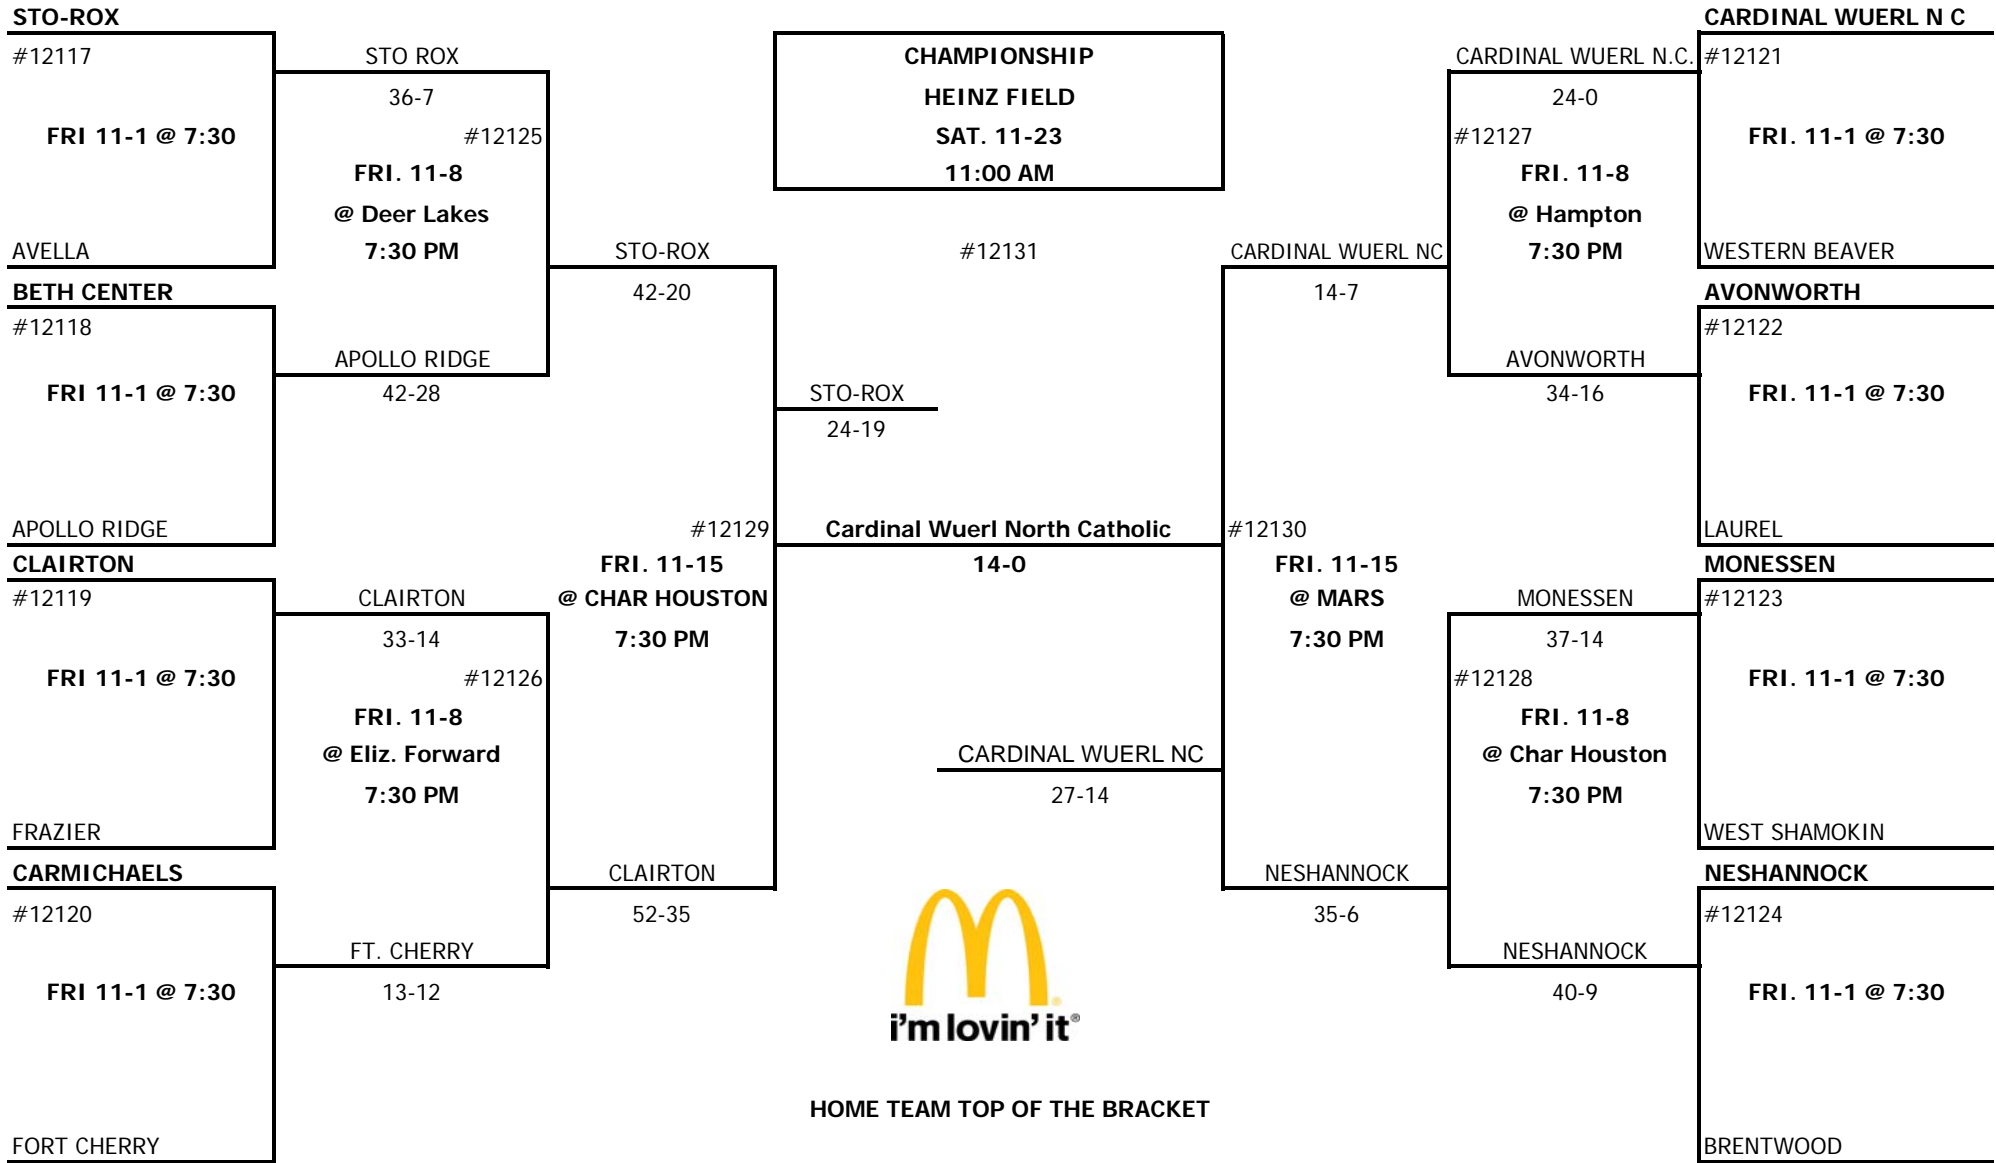 STO-ROX
#12117
FRI 11-1 @ 7:30
AVELLA
BETH CENTER
#12118
FRI 11-1 @ 7:30
APOLLO RIDGE
CLAIRTON
#12119
FRI 11-1 @ 7:30
FRAZIER
CARMICHAELS
#12120
FRI 11-1 @ 7:30
FORT CHERRY
STO ROX
36-7
#12125
FRI. 11-8
@ Deer Lakes
7:30 PM
APOLLO RIDGE
42-28
CLAIRTON
33-14
#12126
FRI. 11-8
@ Eliz. Forward
7:30 PM
FT. CHERRY
13-12
STO-ROX
42-20
#12129
FRI. 11-15
@ CHAR HOUSTON
7:30 PM
CLAIRTON
52-35
CHAMPIONSHIP
HEINZ FIELD
SAT. 11-23
11:00 AM
#12131
STO-ROX
24-19
Cardinal Wuerl North Catholic
14-0
CARDINAL WUERL NC
27-14
i'm lovin' it®
HOME TEAM TOP OF THE BRACKET
CARDINAL WUERL NC
14-7
#12130
FRI. 11-15
@ MARS
7:30 PM
NESHANNOCK
35-6
CARDINAL WUERL N.C.
24-0
#12127
FRI. 11-8
@ Hampton
7:30 PM
AVONWORTH
34-16
MONESSEN
37-14
#12128
FRI. 11-8
@ Char Houston
7:30 PM
NESHANNOCK
40-9
CARDINAL WUERL N C
#12121
FRI. 11-1 @ 7:30
WESTERN BEAVER
AVONWORTH
#12122
FRI. 11-1 @ 7:30
LAUREL
MONESSEN
#12123
FRI. 11-1 @ 7:30
WEST SHAMOKIN
NESHANNOCK
#12124
FRI. 11-1 @ 7:30
BRENTWOOD